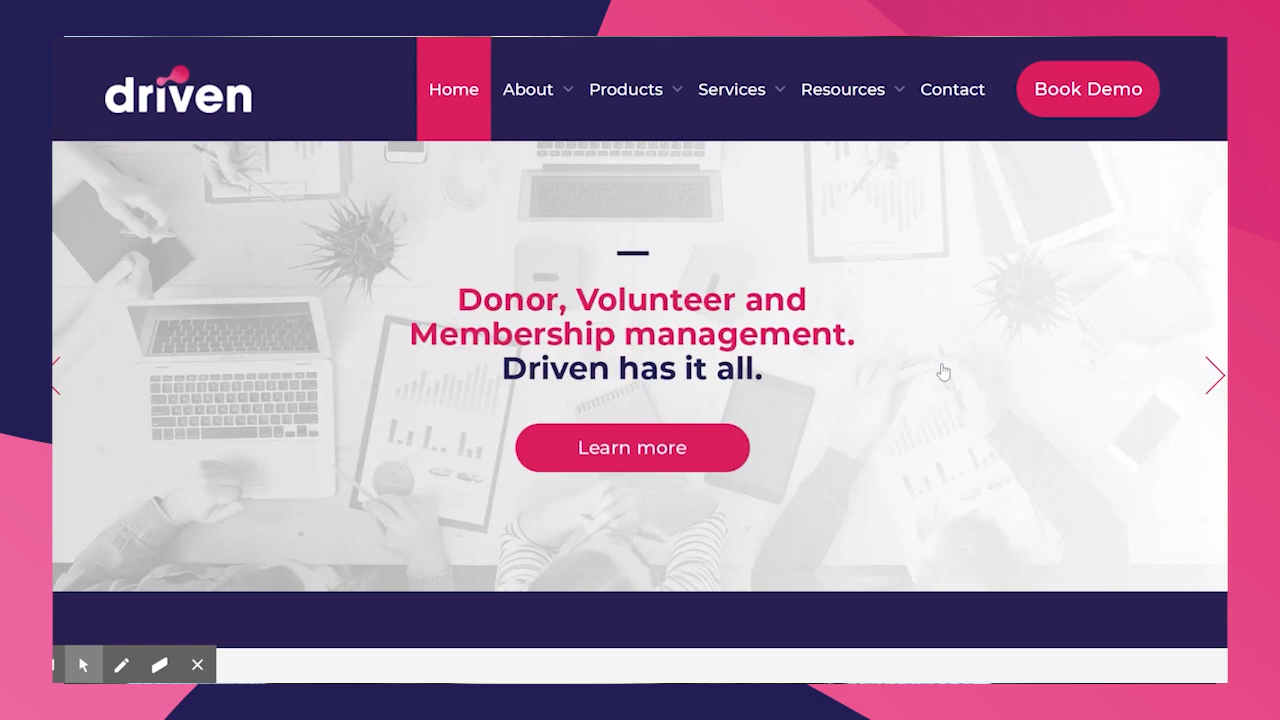 driven
Home About Products Services Resources Contact Book Demo
Donor, Volunteer and
Membership management.
Driven has it all.
Learn more